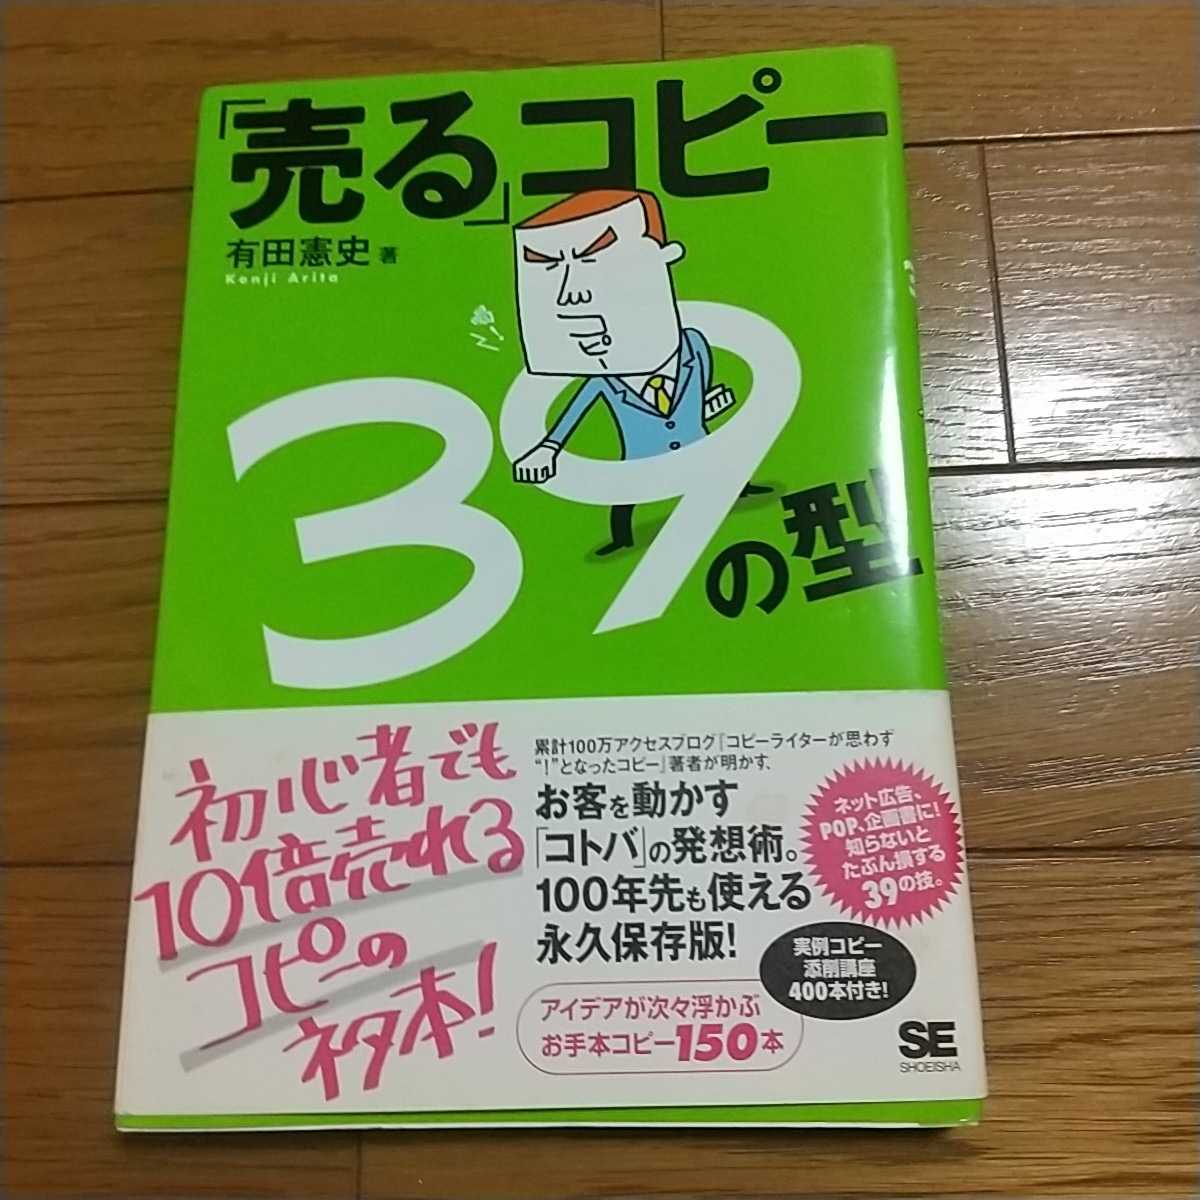 「売る」コピー
39の型
有田憲史 著
Kenji Arita
初心者でも
10倍売れる
コピーの
ネタ本!
累計100万アクセスブログ『コピーライターが思わず
“!”となったコピー』著者が明かす、
お客を動かす
「コトバ」の発想術。
100年先も使える
永久保存版!
ネット広告、
POP、企画書に!
知らないと
たぶん損する
39の技。
実例コピー
添削講座
400本付き!
アイデアが次々浮かぶ
お手本コピー150本
SE
SHOEISHA